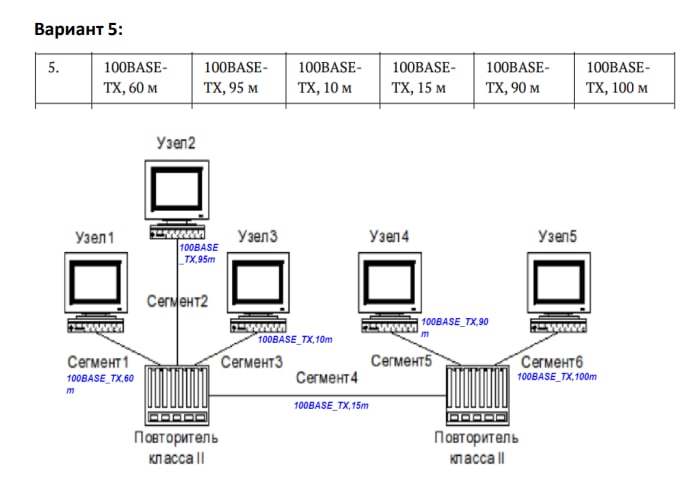 Вариант 5:
5. 100BASE- 100BASE- 100BASE- 100BASE- 100BASE- 100BASE-
TX, 60 м TX, 95 м TX, 10 м TX, 15 м TX, 90 м TX, 100 м
Узел2
Узел1
Узел3
Узел4
Узел5
100BASE
_TX,95m
Сегмент2
100BASE_TX,10m
100BASE_TX,90
m
Сегмент1
100BASE_TX,60
m
Сегмент3
Сегмент4
100BASE_TX,15m
Сегмент5
Сегмент6
100BASE_TX,100m
Повторитель
класса II
Повторитель
класса II